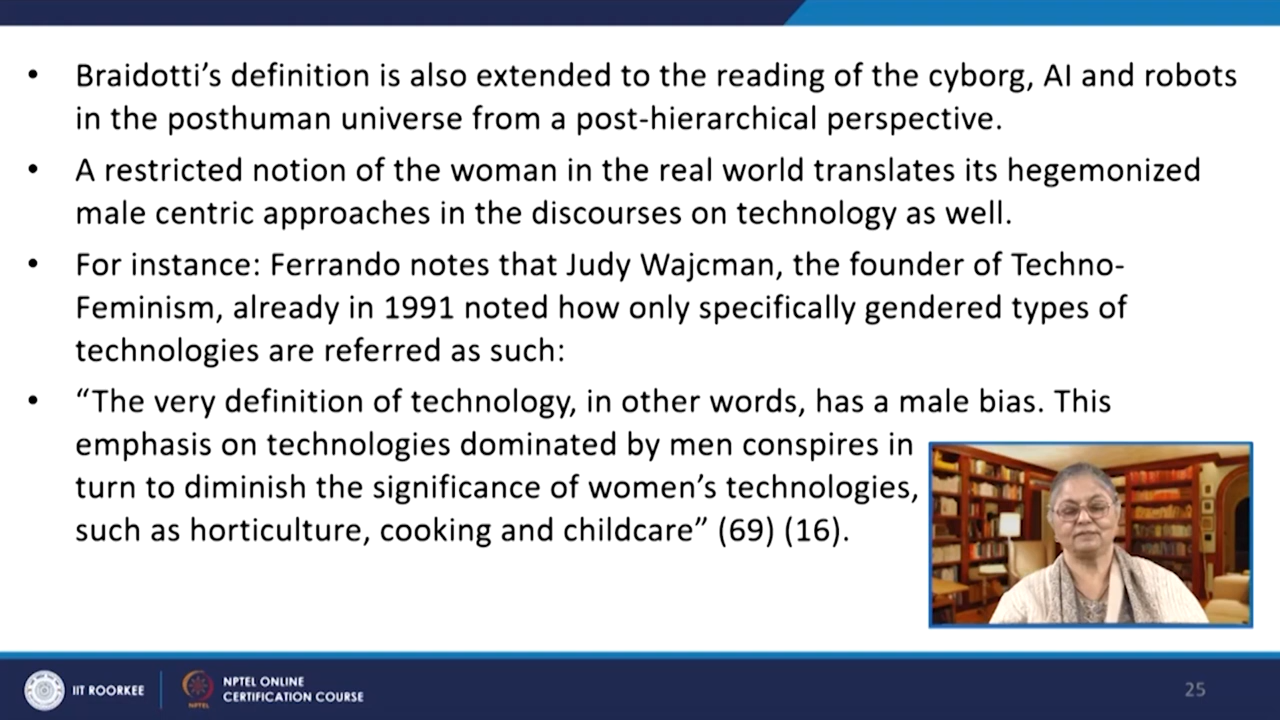 • Braidotti’s definition is also extended to the reading of the cyborg, AI and robots
in the posthuman universe from a post-hierarchical perspective.
• A restricted notion of the woman in the real world translates its hegemonized
male centric approaches in the discourses on technology as well.
• For instance: Ferrando notes that Judy Wajcman, the founder of Techno-
Feminism, already in 1991 noted how only specifically gendered types of
technologies are referred as such:
• “The very definition of technology, in other words, has a male bias. This
emphasis on technologies dominated by men conspires in
turn to diminish the significance of women’s technologies,
such as horticulture, cooking and childcare” (69) (16).
IIT ROORKEE
NPTEL
NPTEL ONLINE
CERTIFICATION COURSE
25